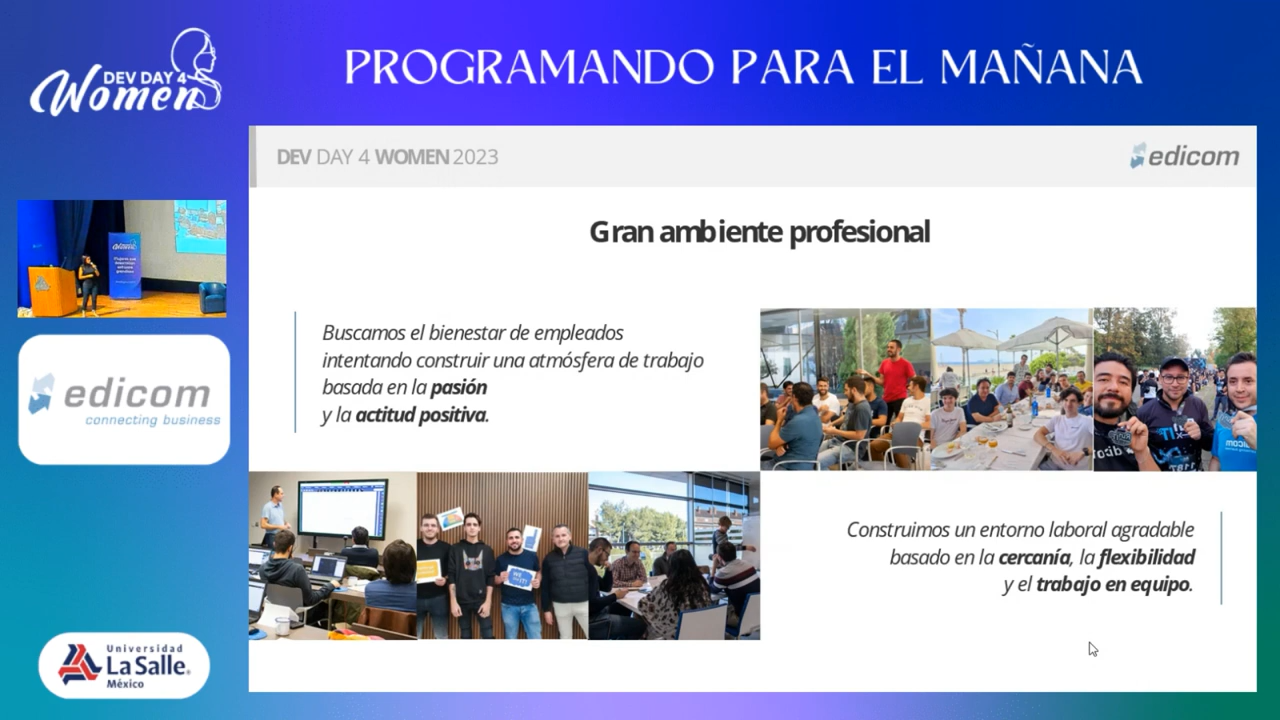 DEV DAY 4
Women
PROGRAMANDO PARA EL MAÑANA
DEV DAY 4 WOMEN 2023
edicom
Gran ambiente profesional
Buscamos el bienestar de empleados
intentando construir una atmósfera de trabajo
basada en la pasión
y la actitud positiva.
edicom
connecting business
Construimos un entorno laboral agradable
basado en la cercanía, la flexibilidad
y el trabajo en equipo.
Universidad
La Salle
México